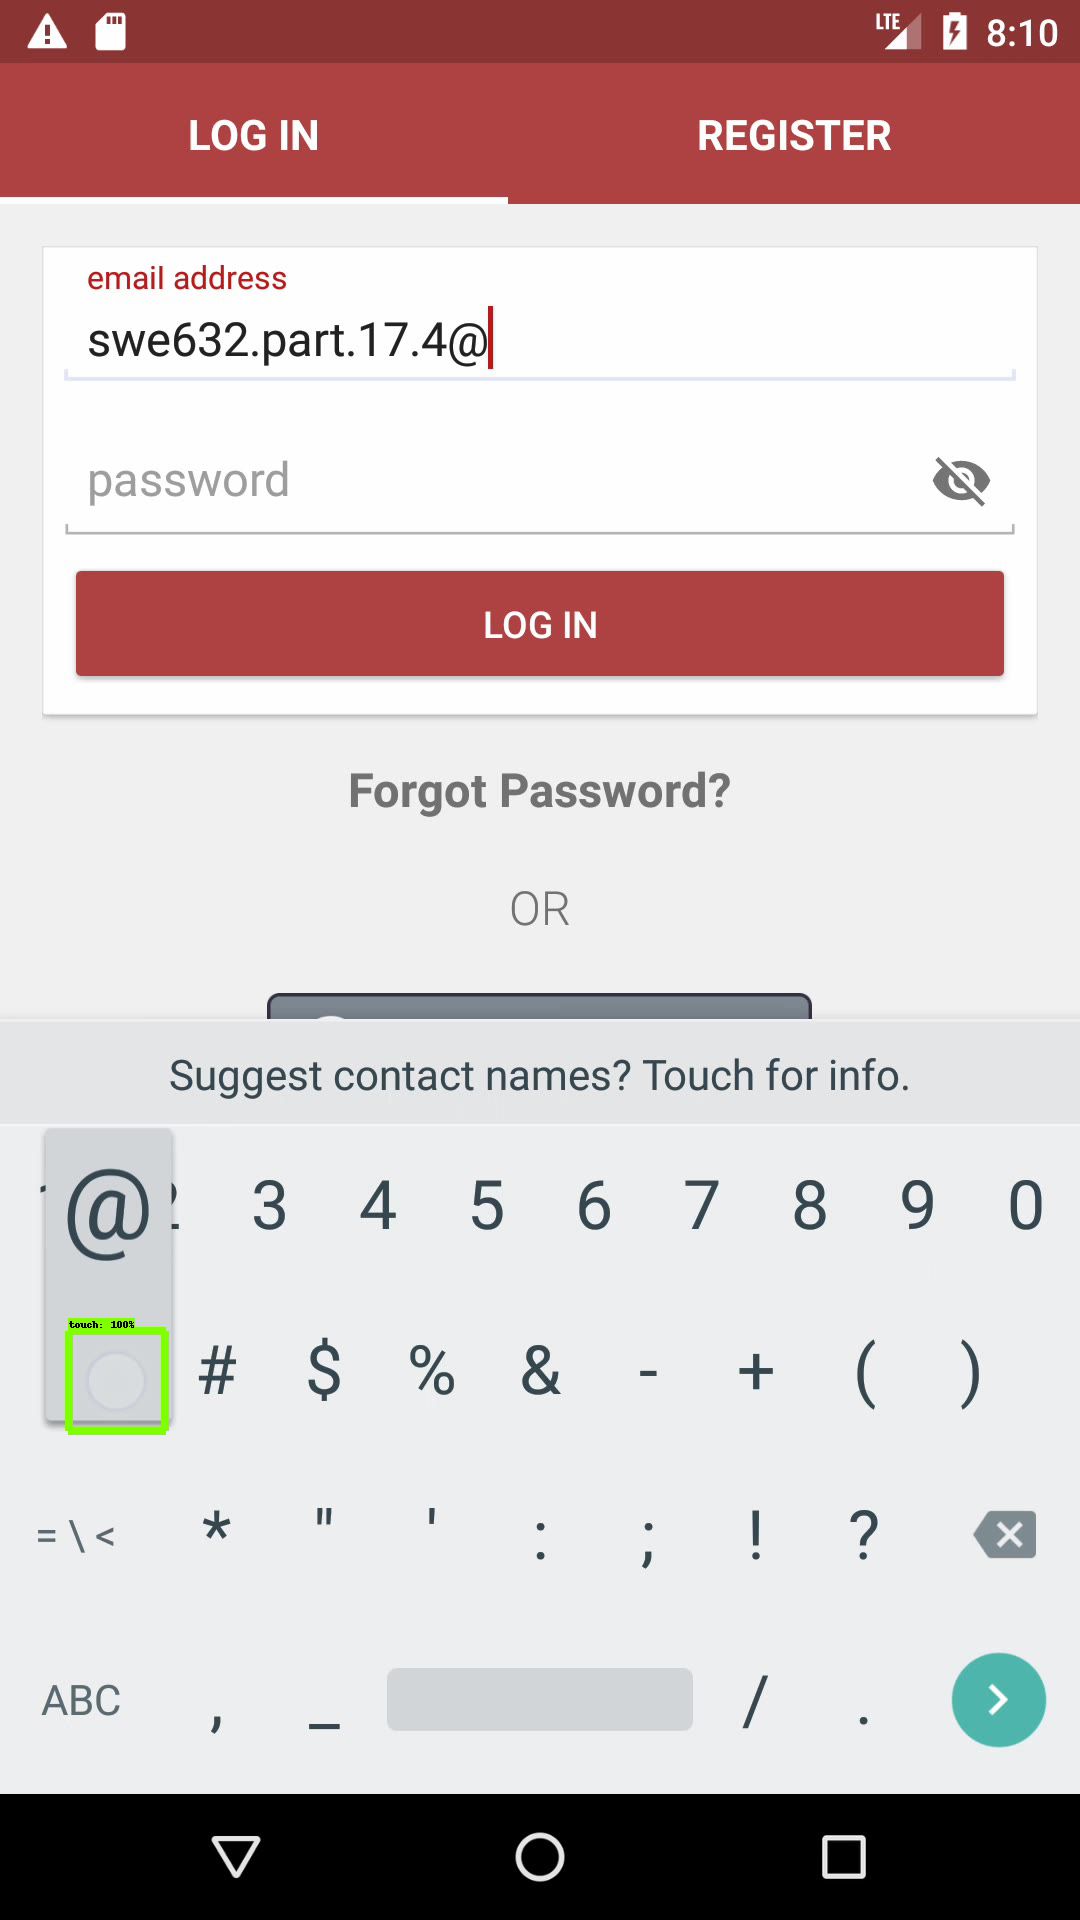 LTE 8:10
LOG IN REGISTER
email address
swe632.part.17.4@
password
LOG IN
Forgot Password?
OR
Suggest contact names? Touch for info.
@ 2 3 4 5 6 7 8 9 0
touch: 100%
# $ % & - + ( )
= \ < * " ' : ; ! ?
ABC , _ / .